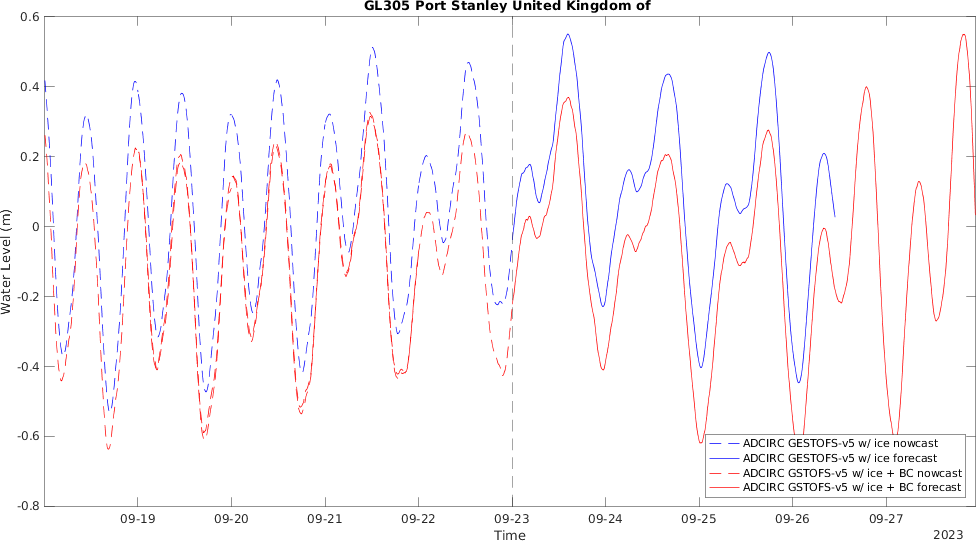 GL305 Port Stanley United Kingdom of
0.6
0.4
0.2
0
-0.2
-0.4
-0.6
-0.8
Water Level (m)
ADCIRC GESTOFS-v5 w/ ice nowcast
ADCIRC GESTOFS-v5 w/ ice forecast
ADCIRC GSTOFS-v5 w/ ice + BC nowcast
ADCIRC GSTOFS-v5 w/ ice + BC forecast
09-19 09-20 09-21 09-22 09-23 09-24 09-25 09-26 09-27
Time
2023